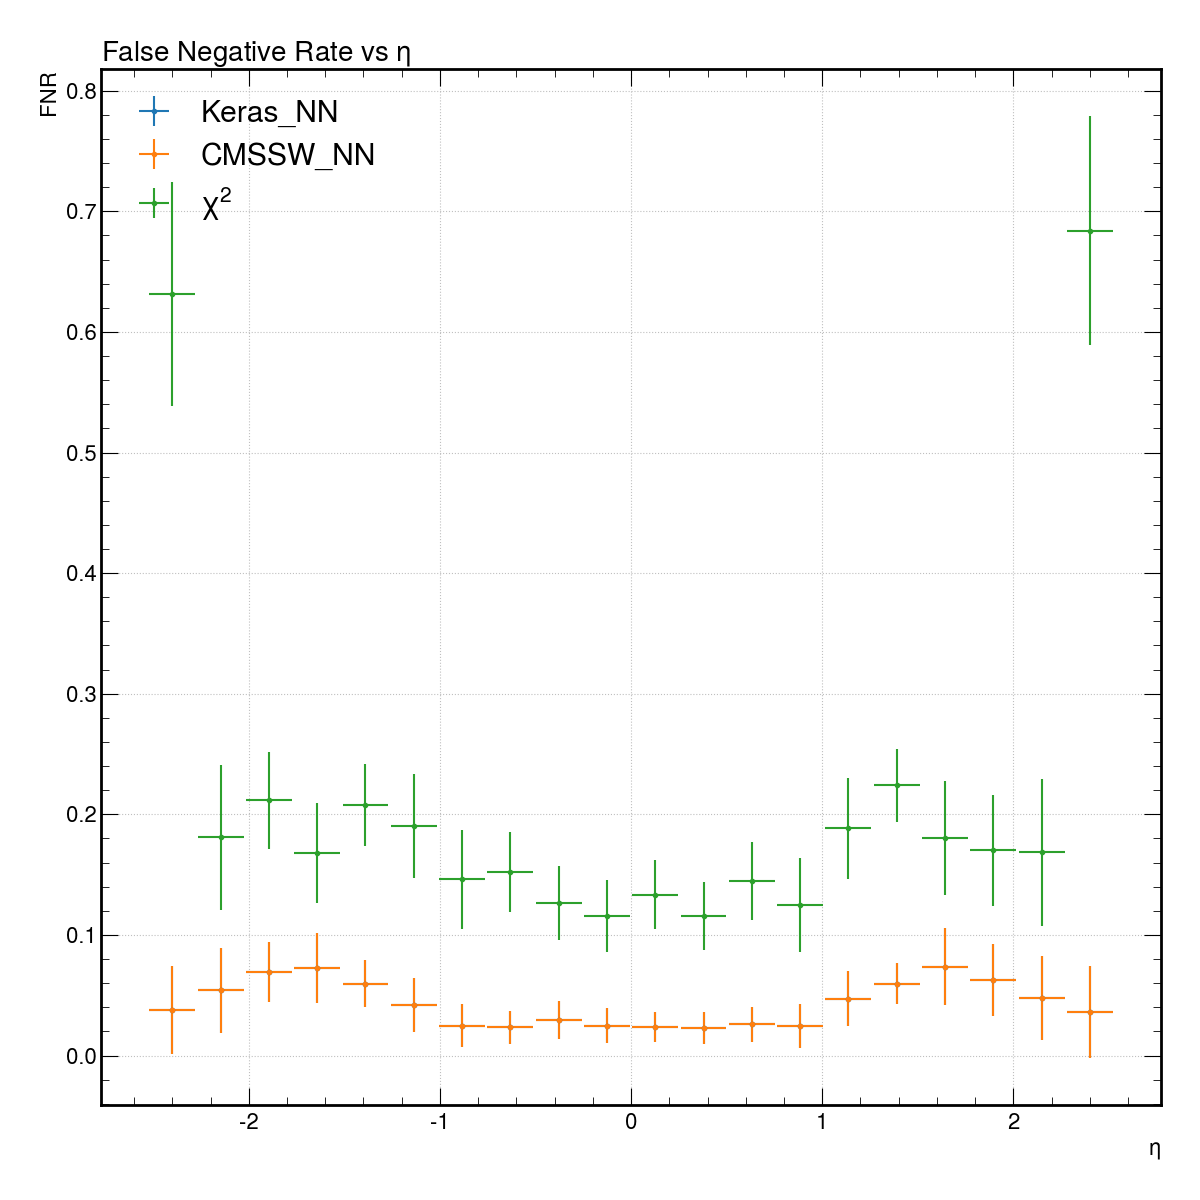 False Negative Rate vs η
FNR
Keras_NN
CMSSW_NN
χ²
0.8
0.7
0.6
0.5
0.4
0.3
0.2
0.1
0.0
-2 -1 0 1 2
η